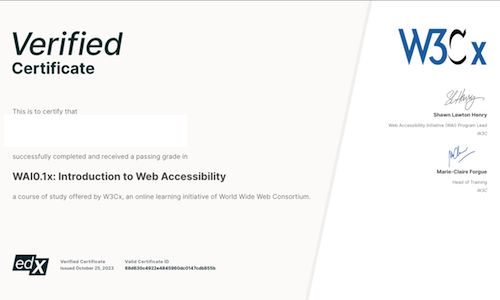 Verified
Certificate
This is to certify that
successfully completed and received a passing grade in
WAI0.1x: Introduction to Web Accessibility
a course of study offered by W3Cx, an online learning initiative of World Wide Web Consortium.
edX
Verified Certificate
Issued October 25, 2023
Valid Certificate ID
W3Cx
Shawn Lawton Henry
Web Accessibility Initiative (WAI) Program Lead
W3C
Marie-Claire Forgue
Head of Training
W3C